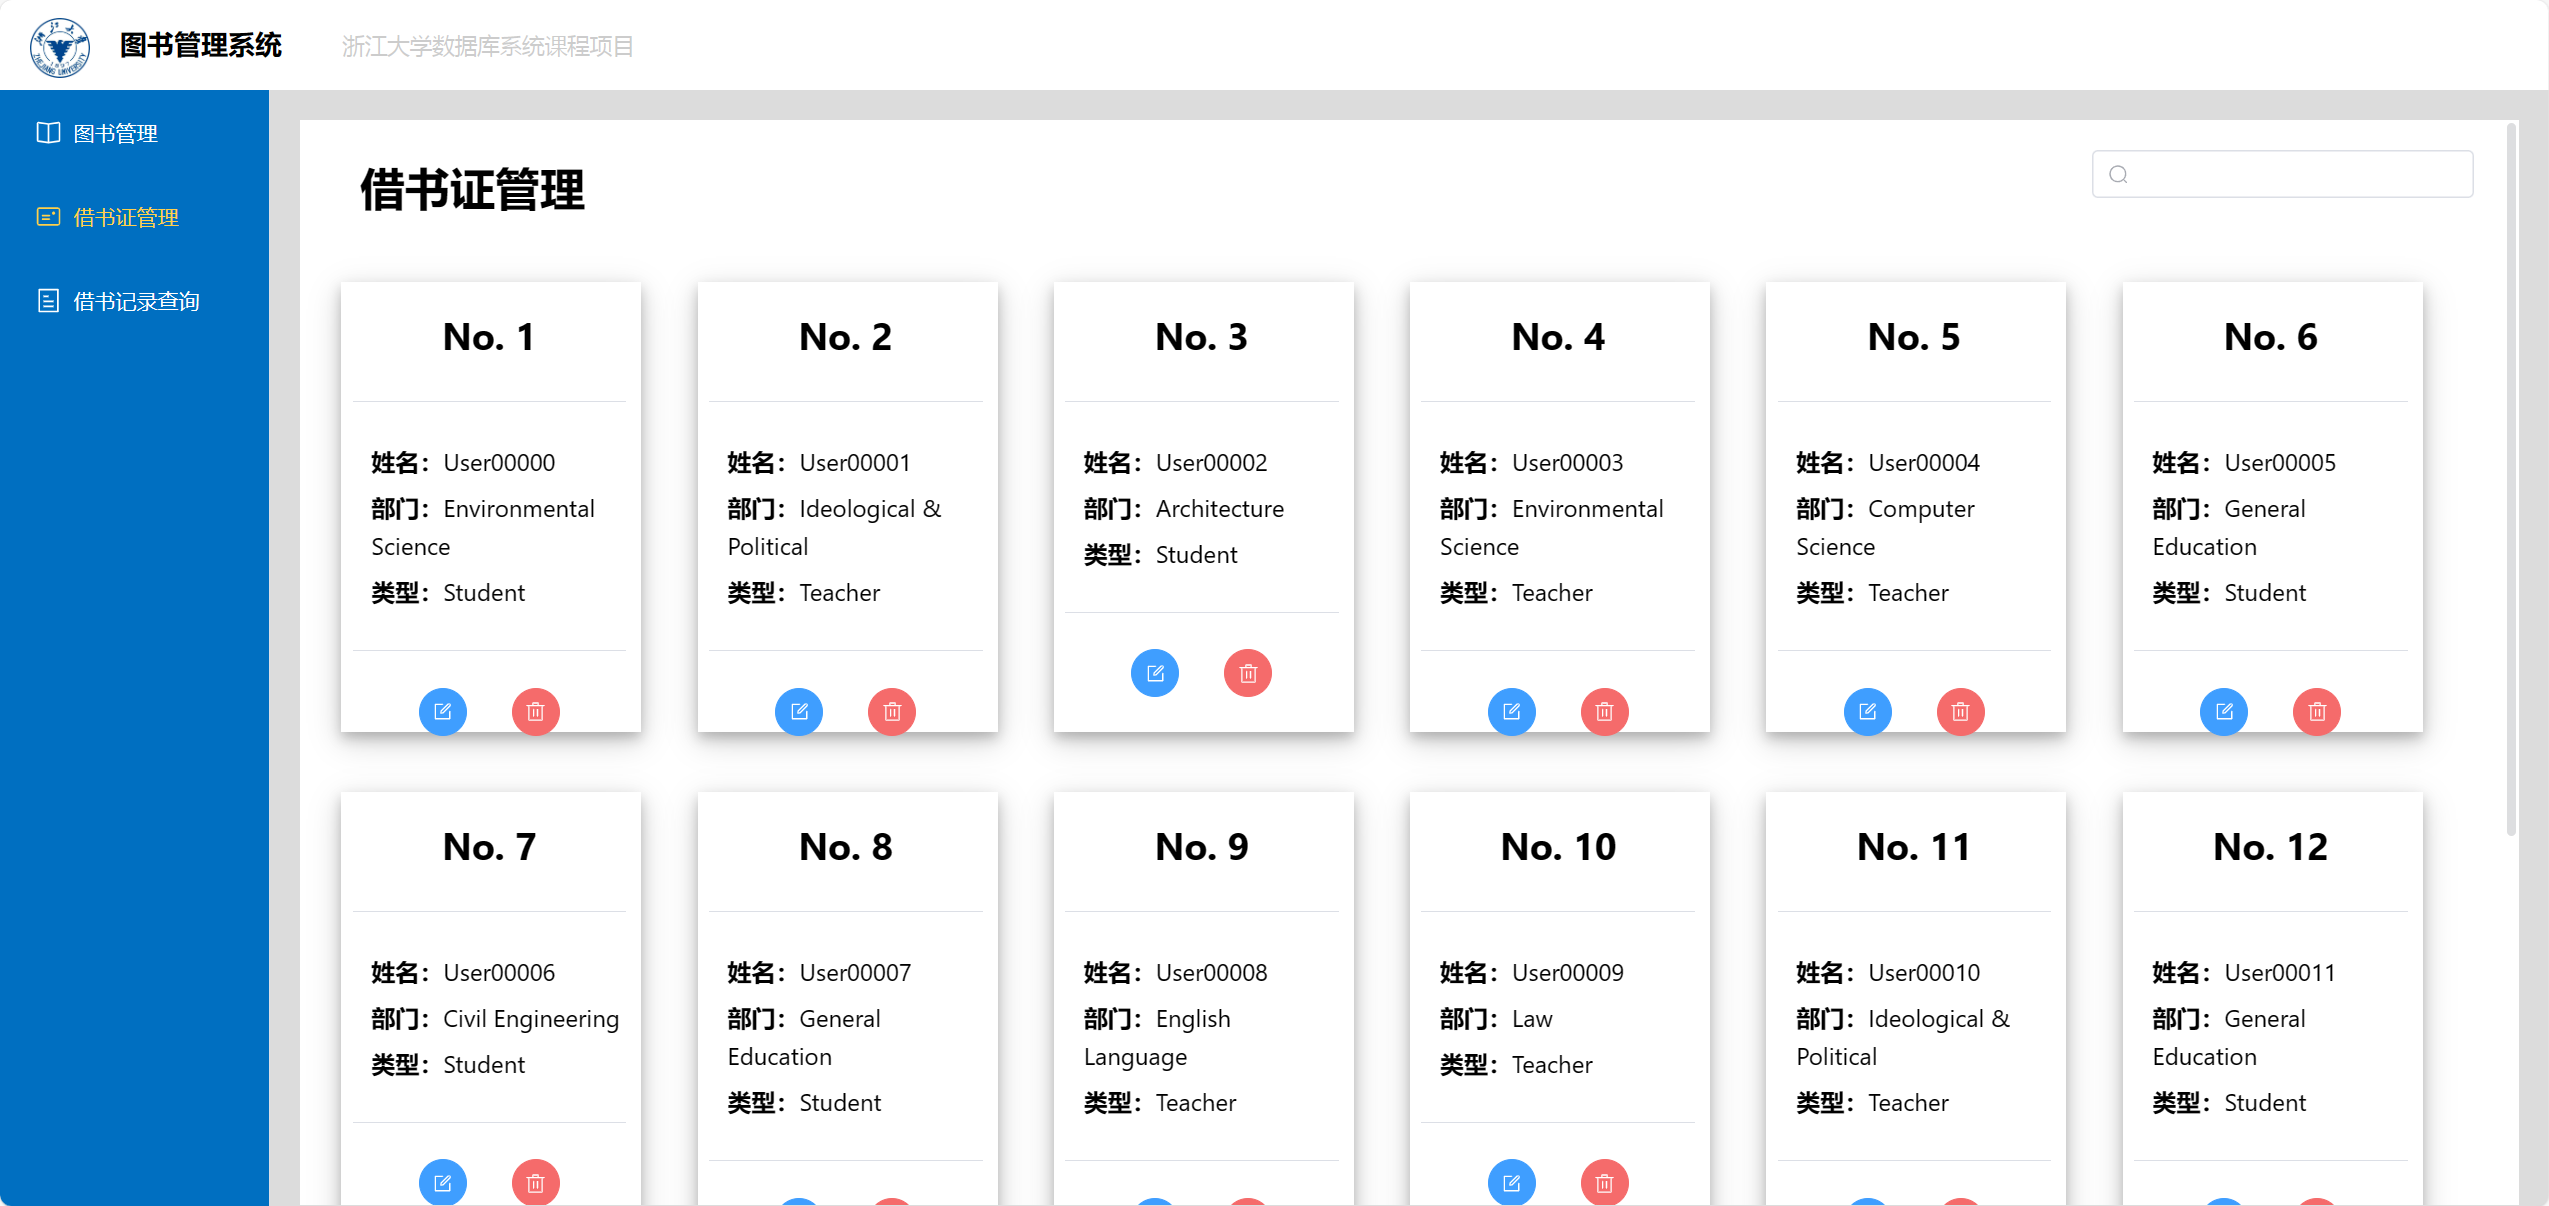 图书管理系统
浙江大学数据库系统课程项目
图书管理
借书证管理
借书记录查询
借书证管理
No. 1
姓名：User00000
部门：Environmental
Science
类型：Student
No. 2
姓名：User00001
部门：Ideological &
Political
类型：Teacher
No. 3
姓名：User00002
部门：Architecture
类型：Student
No. 4
姓名：User00003
部门：Environmental
Science
类型：Teacher
No. 5
姓名：User00004
部门：Computer
Science
类型：Teacher
No. 6
姓名：User00005
部门：General
Education
类型：Student
No. 7
姓名：User00006
部门：Civil Engineering
类型：Student
No. 8
姓名：User00007
部门：General
Education
类型：Student
No. 9
姓名：User00008
部门：English
Language
类型：Teacher
No. 10
姓名：User00009
部门：Law
类型：Teacher
No. 11
姓名：User00010
部门：Ideological &
Political
类型：Teacher
No. 12
姓名：User00011
部门：General
Education
类型：Student